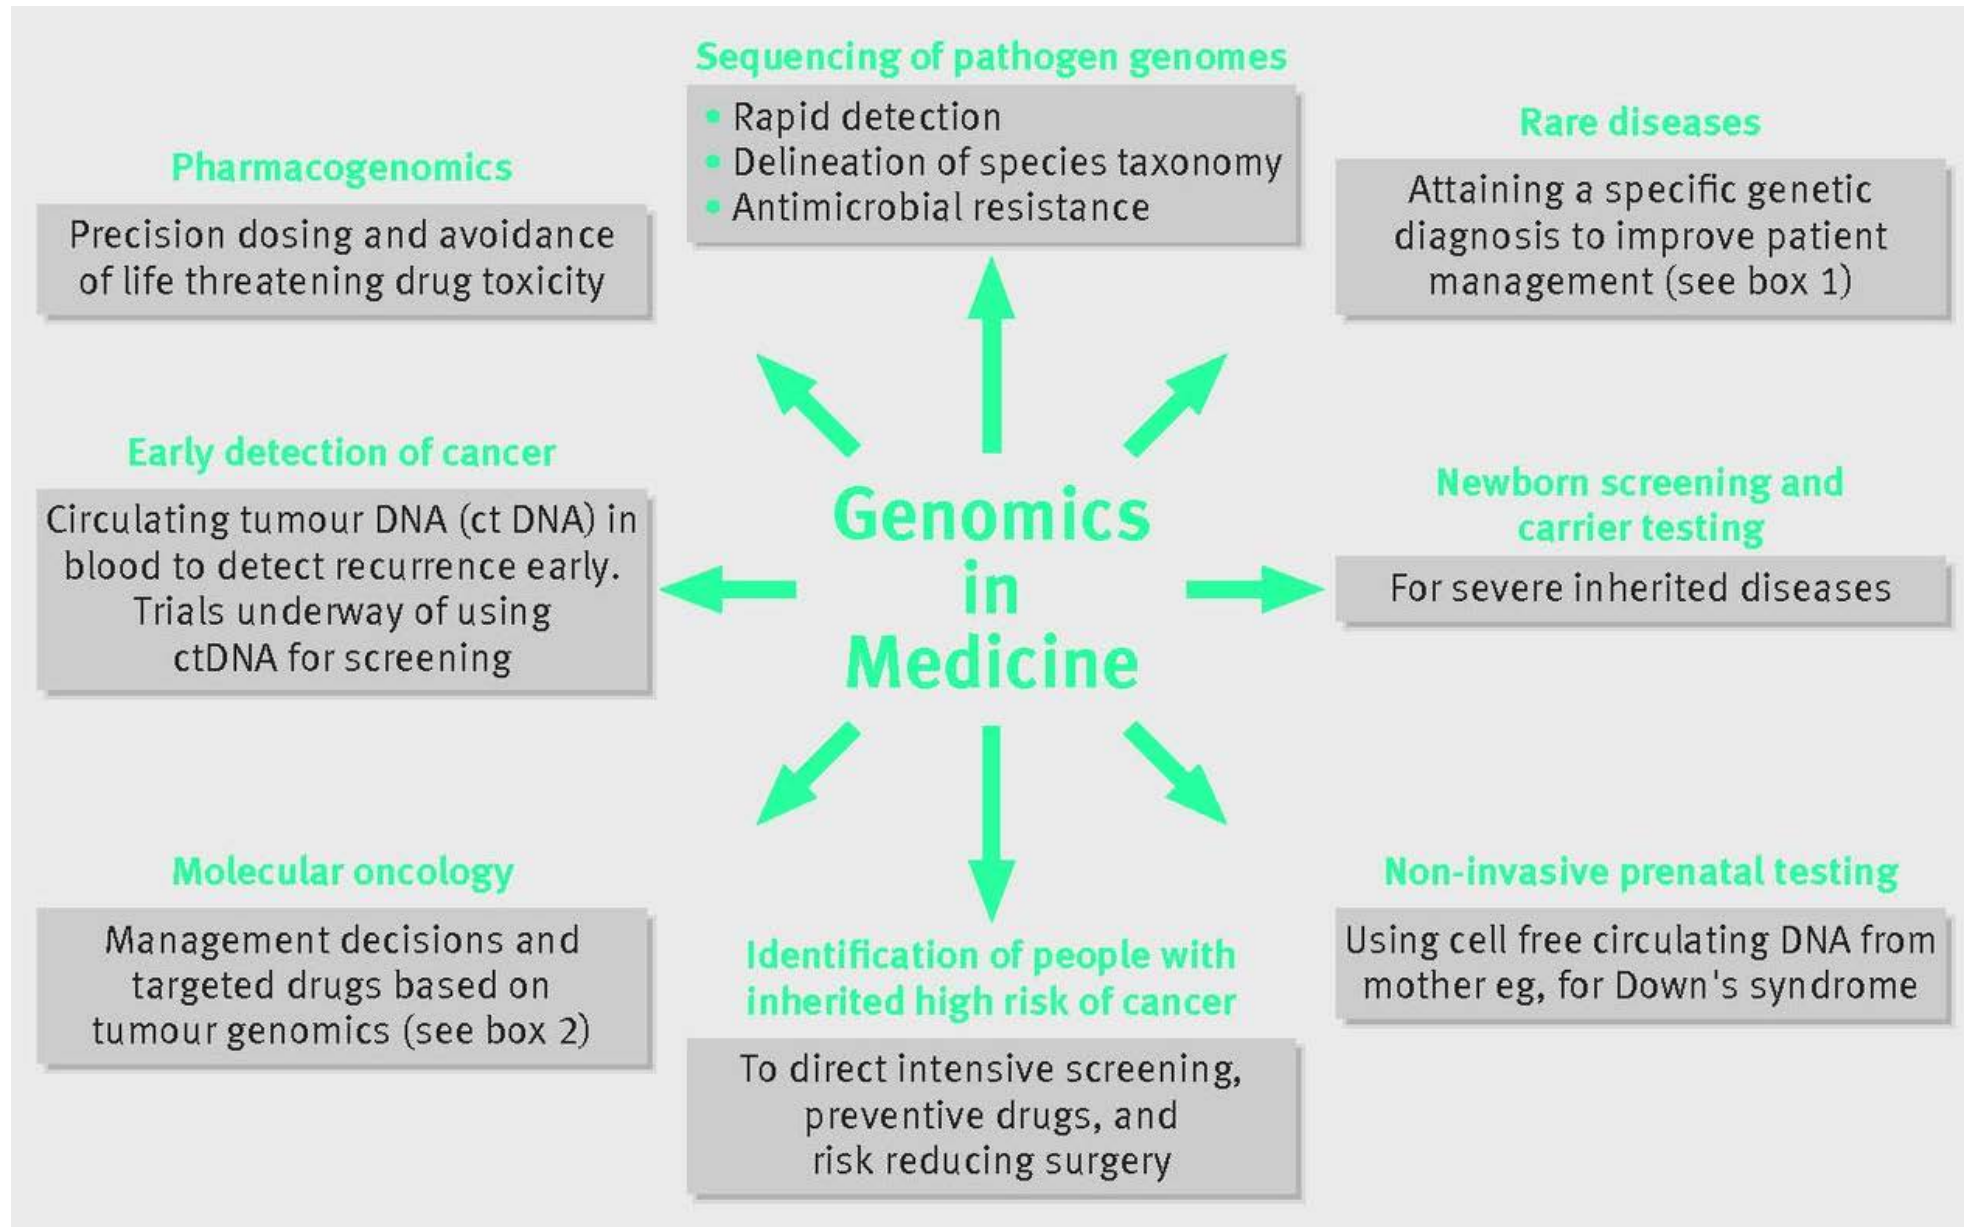 Sequencing of pathogen genomes
• Rapid detection
• Delineation of species taxonomy
• Antimicrobial resistance
Rare diseases
Attaining a specific genetic
diagnosis to improve patient
management (see box 1)
Pharmacogenomics
Precision dosing and avoidance
of life threatening drug toxicity
Early detection of cancer
Circulating tumour DNA (ct DNA) in
blood to detect recurrence early.
Trials underway of using
ctDNA for screening
Genomics
in
Medicine
Newborn screening and
carrier testing
For severe inherited diseases
Molecular oncology
Management decisions and
targeted drugs based on
tumour genomics (see box 2)
Identification of people with
inherited high risk of cancer
To direct intensive screening,
preventive drugs, and
risk reducing surgery
Non-invasive prenatal testing
Using cell free circulating DNA from
mother eg, for Down's syndrome